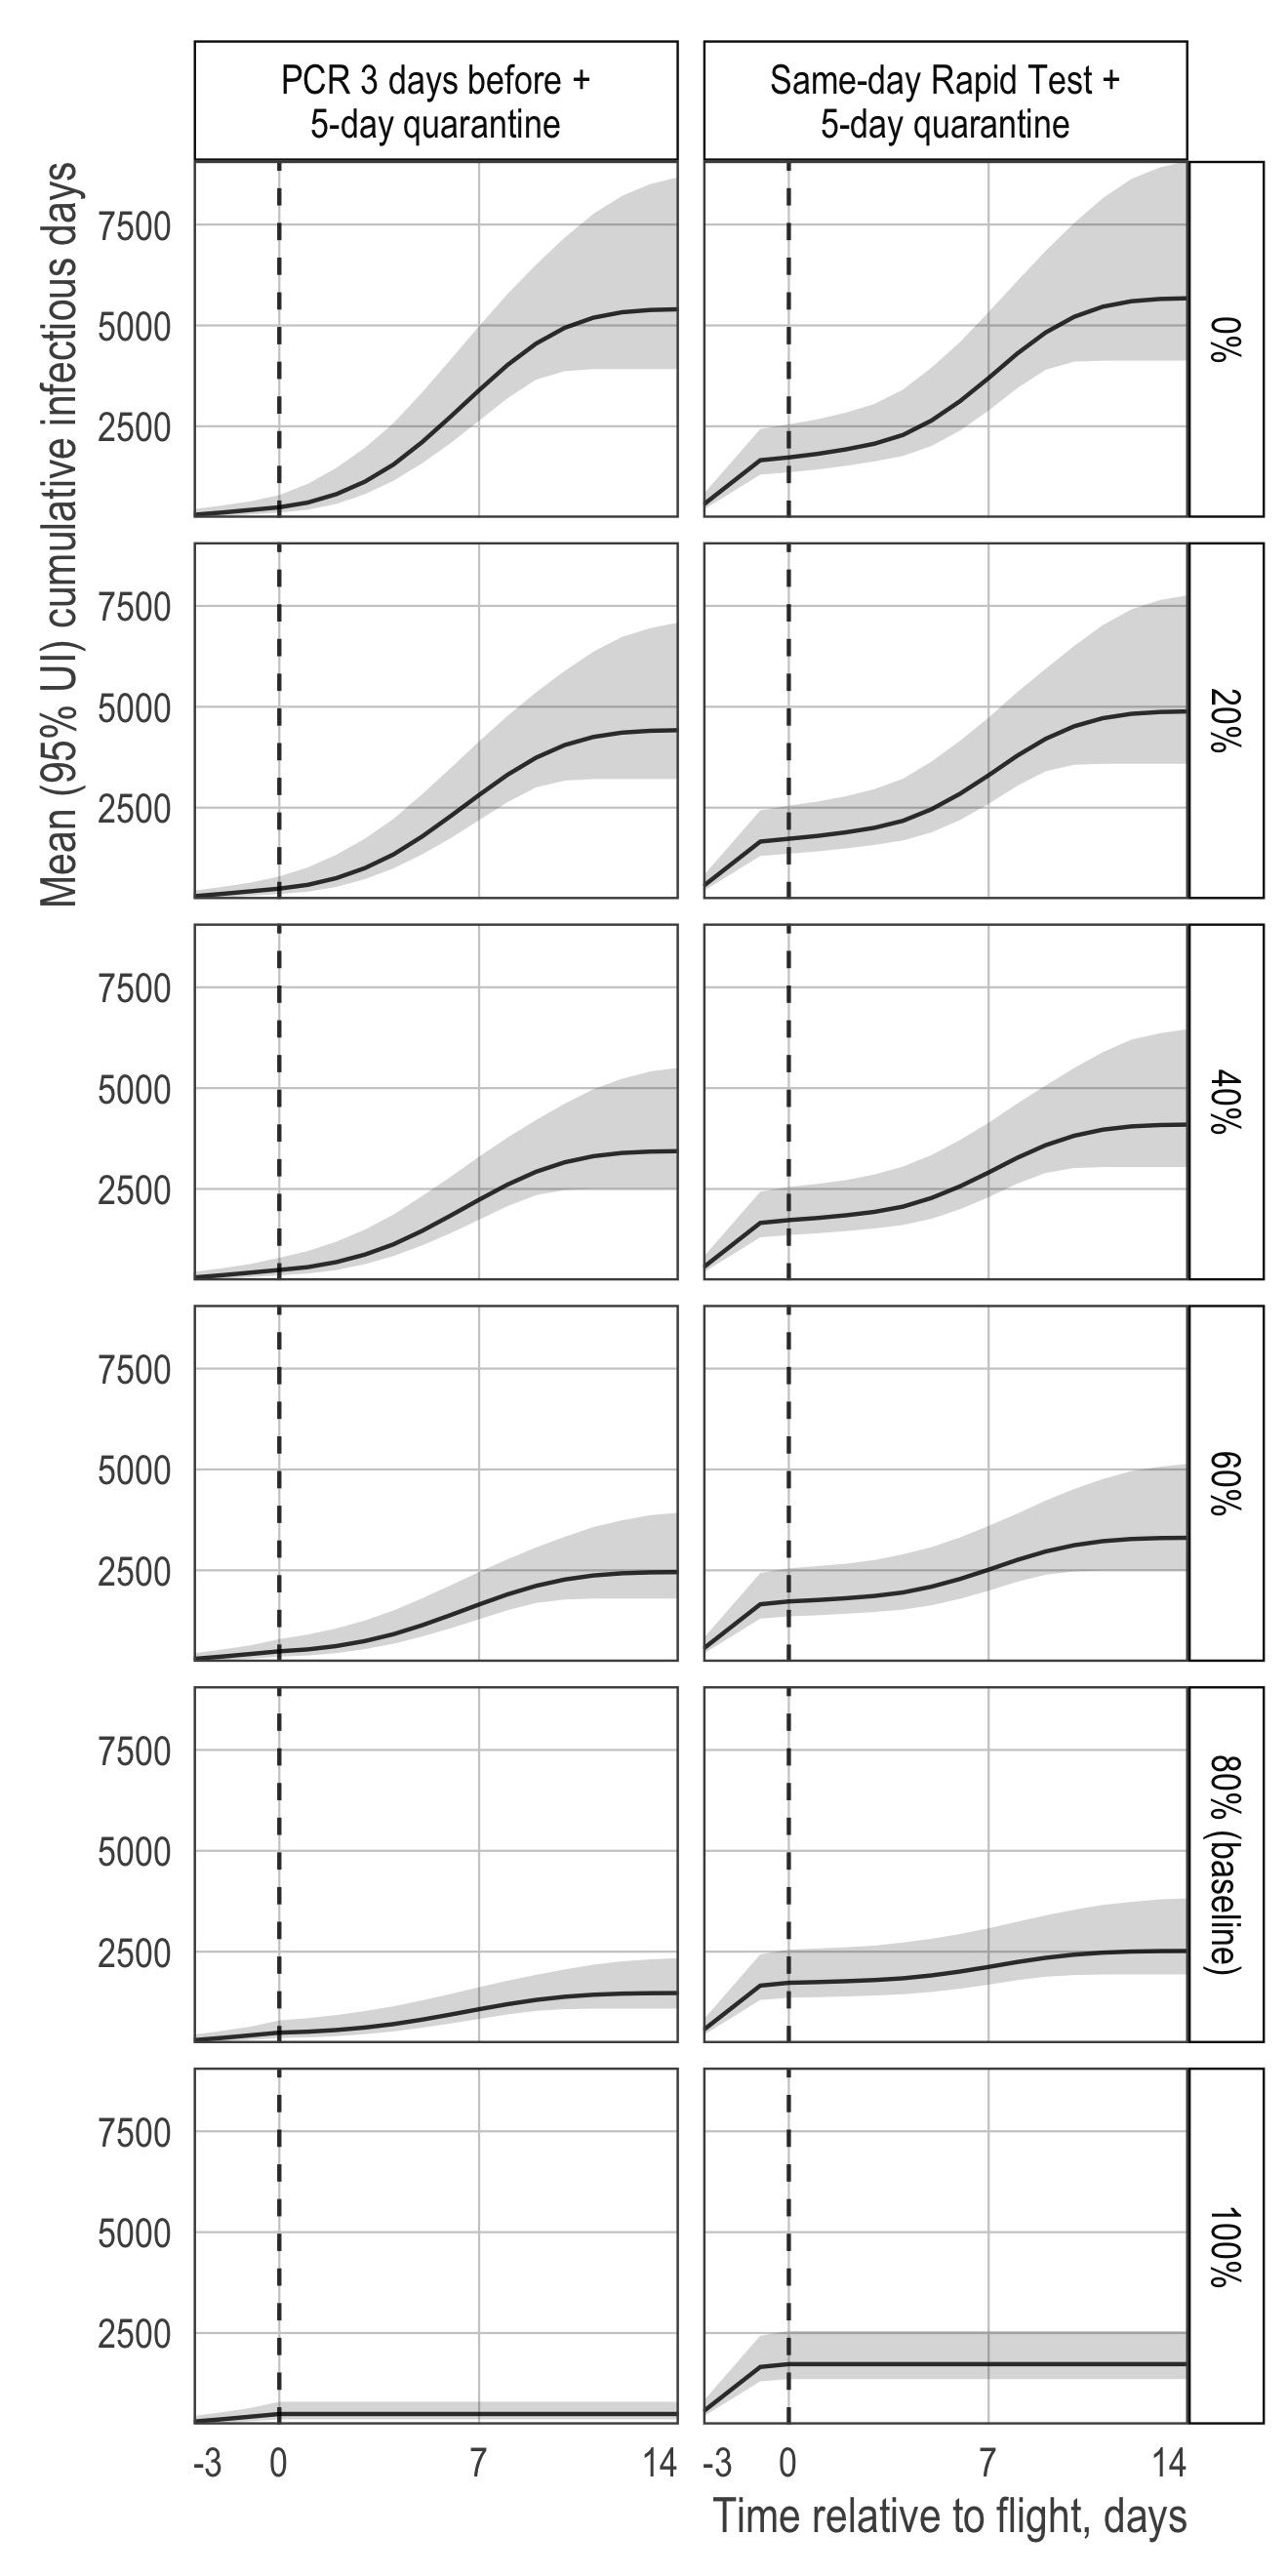 PCR 3 days before +
5-day quarantine
Same-day Rapid Test +
5-day quarantine
Mean (95% UI) cumulative infectious days
7500
5000
2500
0%
7500
5000
2500
20%
7500
5000
2500
40%
7500
5000
2500
60%
7500
5000
2500
80% (baseline)
7500
5000
2500
100%
-3 0 7 14
-3 0 7 14
Time relative to flight, days